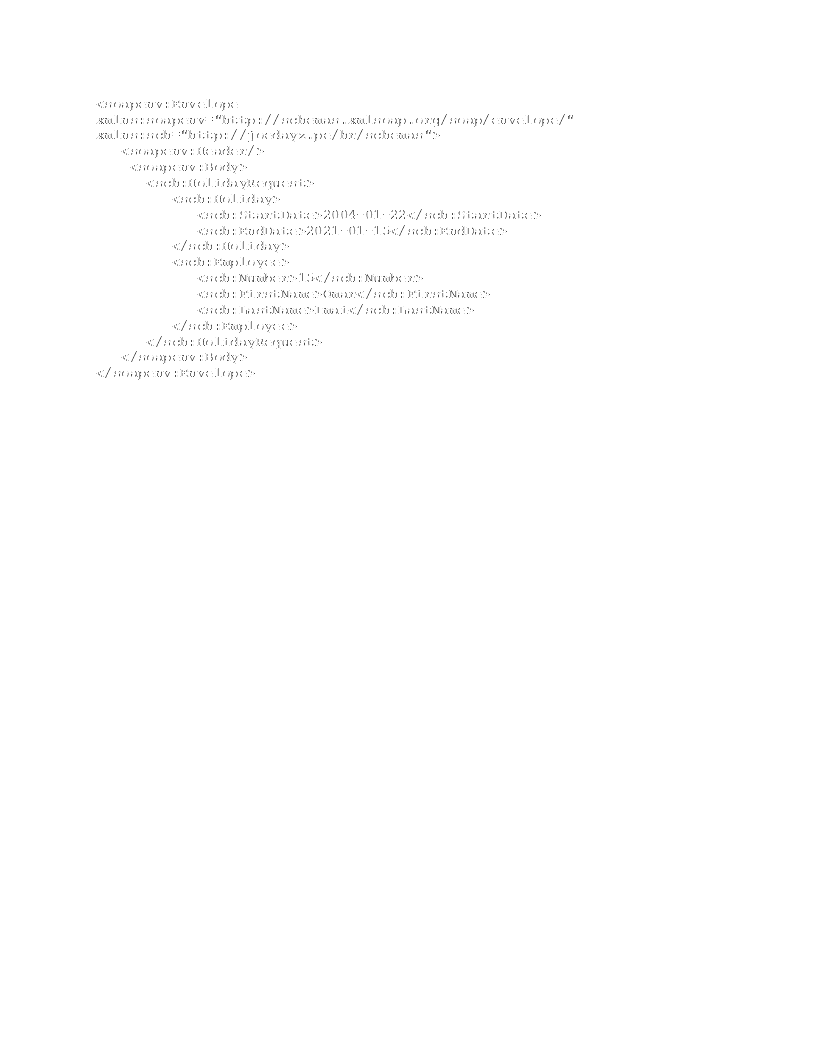 <soapenv:Envelope
xmlns:soapenv="http://schemas.xmlsoap.org/soap/envelope/"
xmlns:sch="http://joedayz.pe/hr/schemas">
<soapenv:Header/>
<soapenv:Body>
<sch:HolidayRequest>
<sch:Holiday>
<sch:StartDate>2004-01-22</sch:StartDate>
<sch:EndDate>2021-01-15</sch:EndDate>
</sch:Holiday>
<sch:Employee>
<sch:Number>15</sch:Number>
<sch:FirstName>Omar</sch:FirstName>
<sch:LastName></sch:LastName>
</sch:Employee>
</sch:HolidayRequest>
</soapenv:Body>
</soapenv:Envelope>